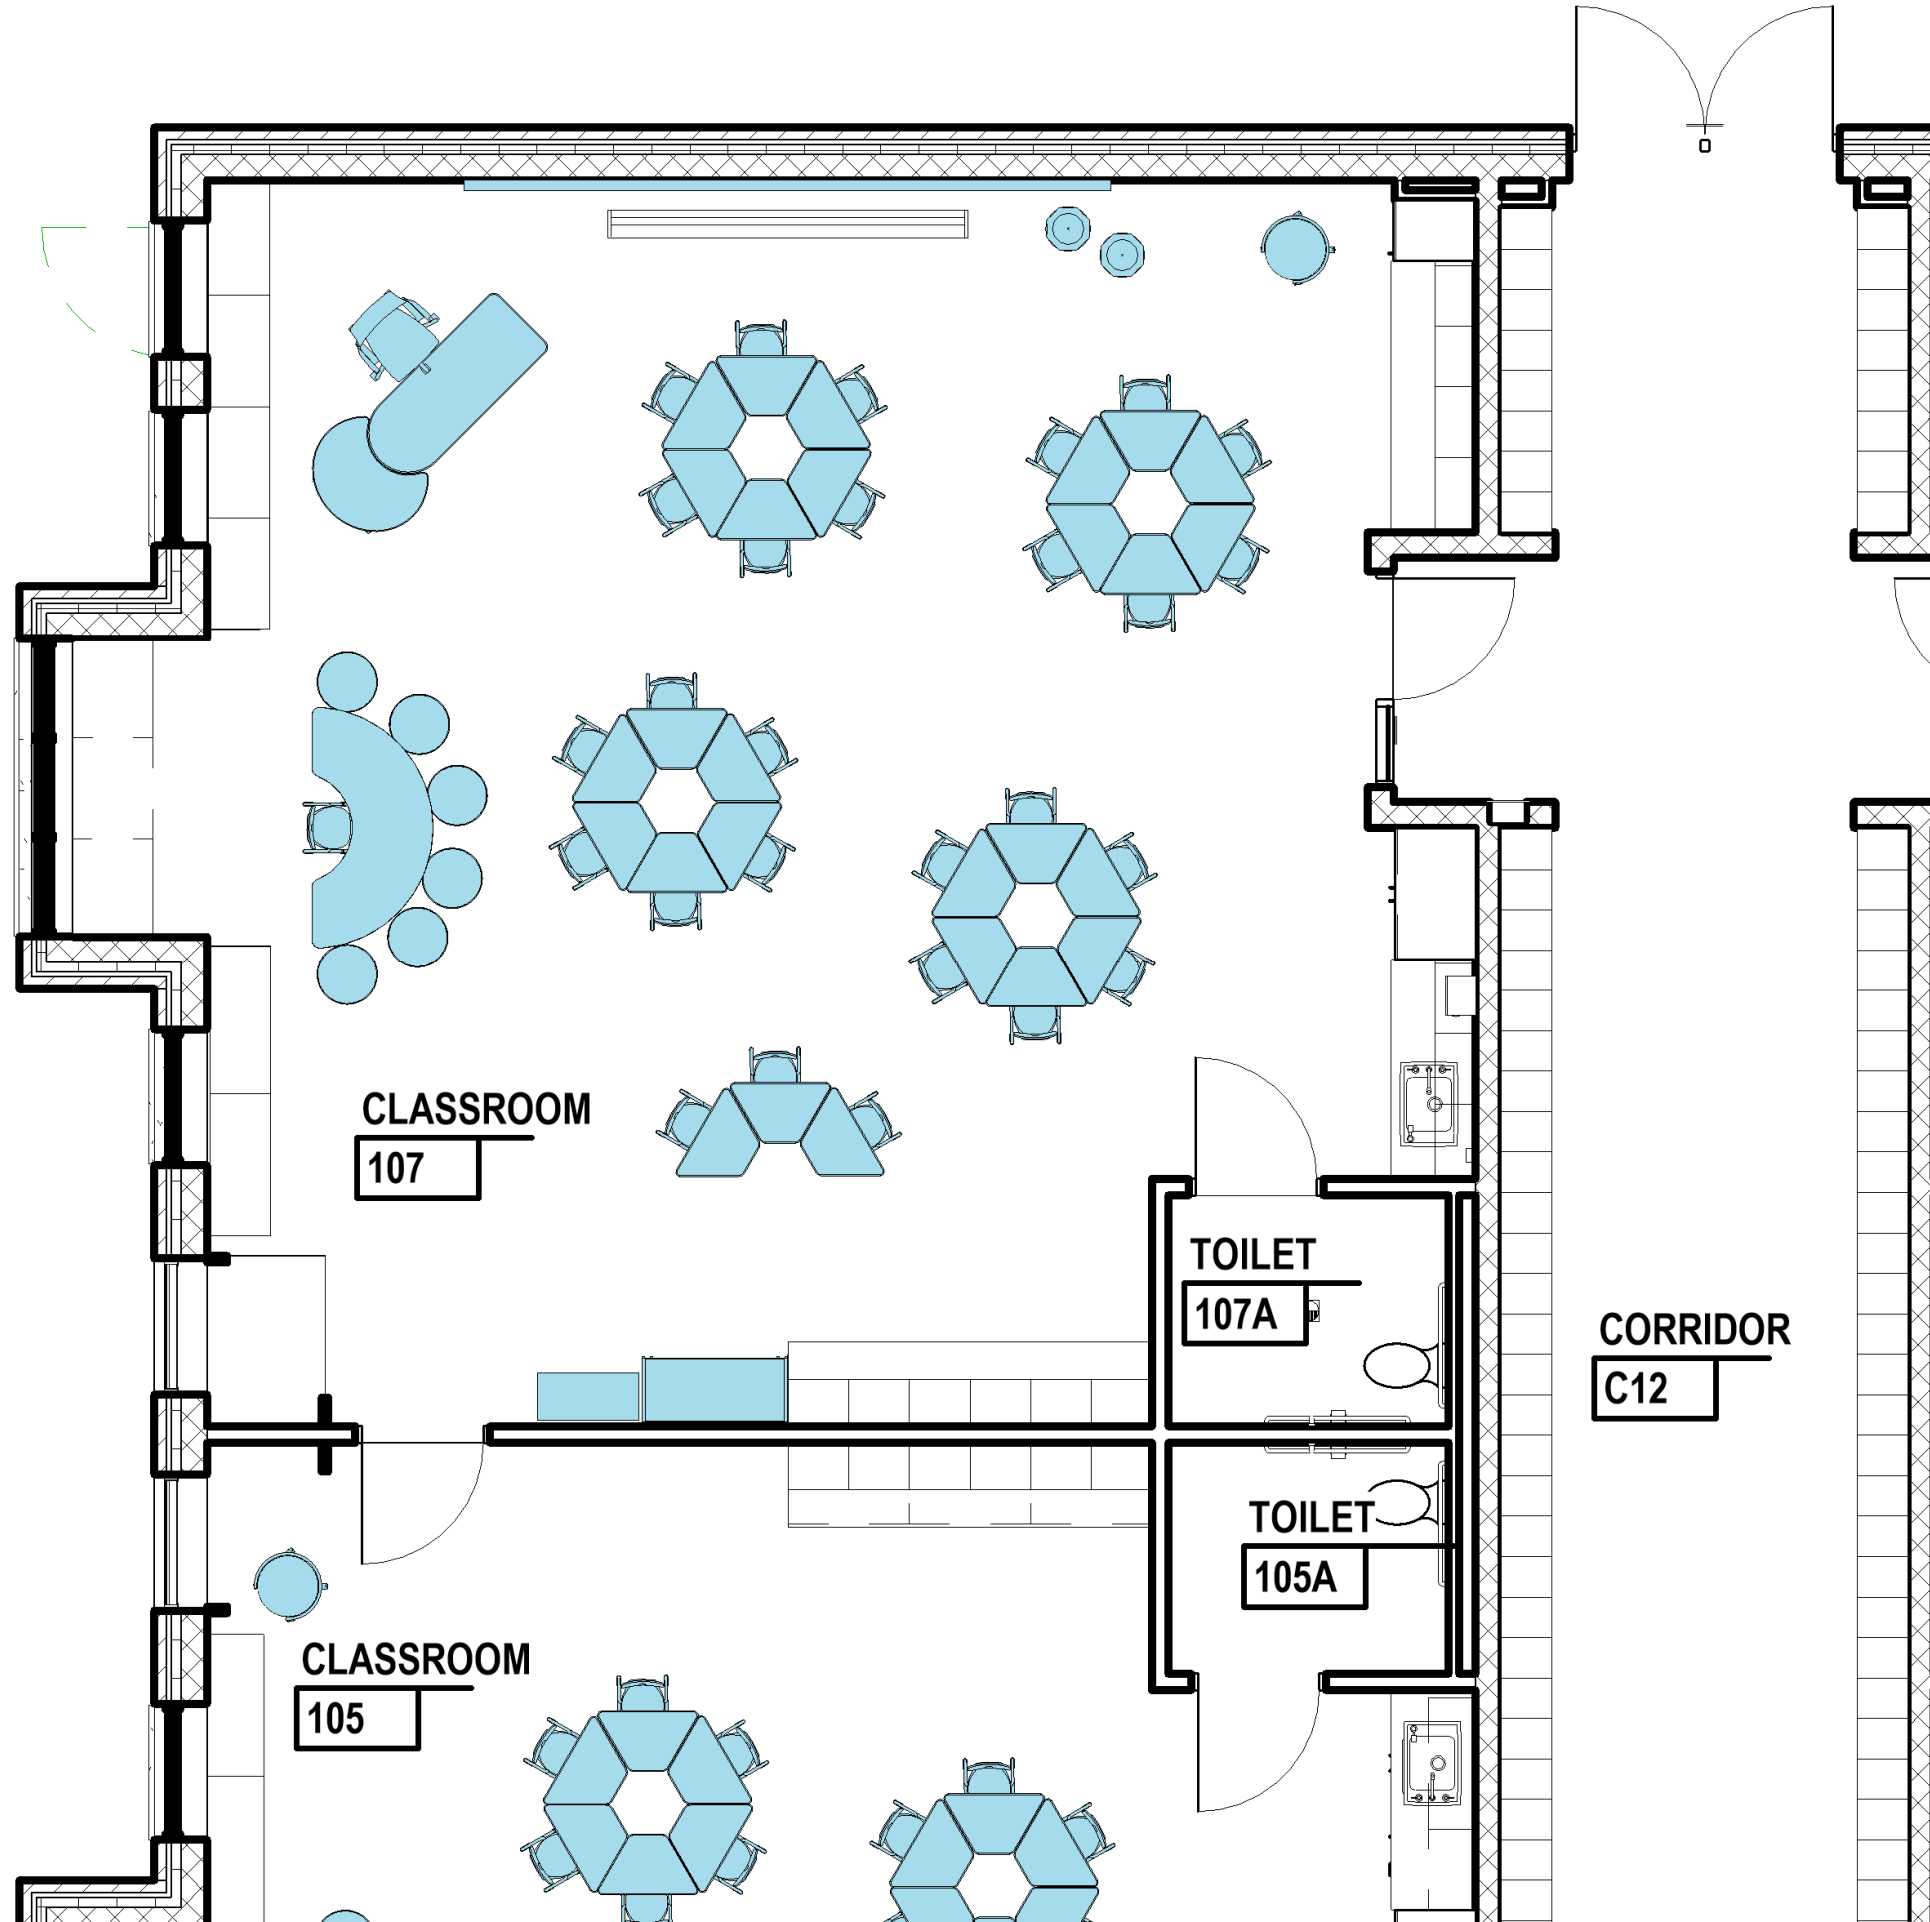 CLASSROOM
107
TOILET
107A
CORRIDOR
C12
TOILET
105A
CLASSROOM
105